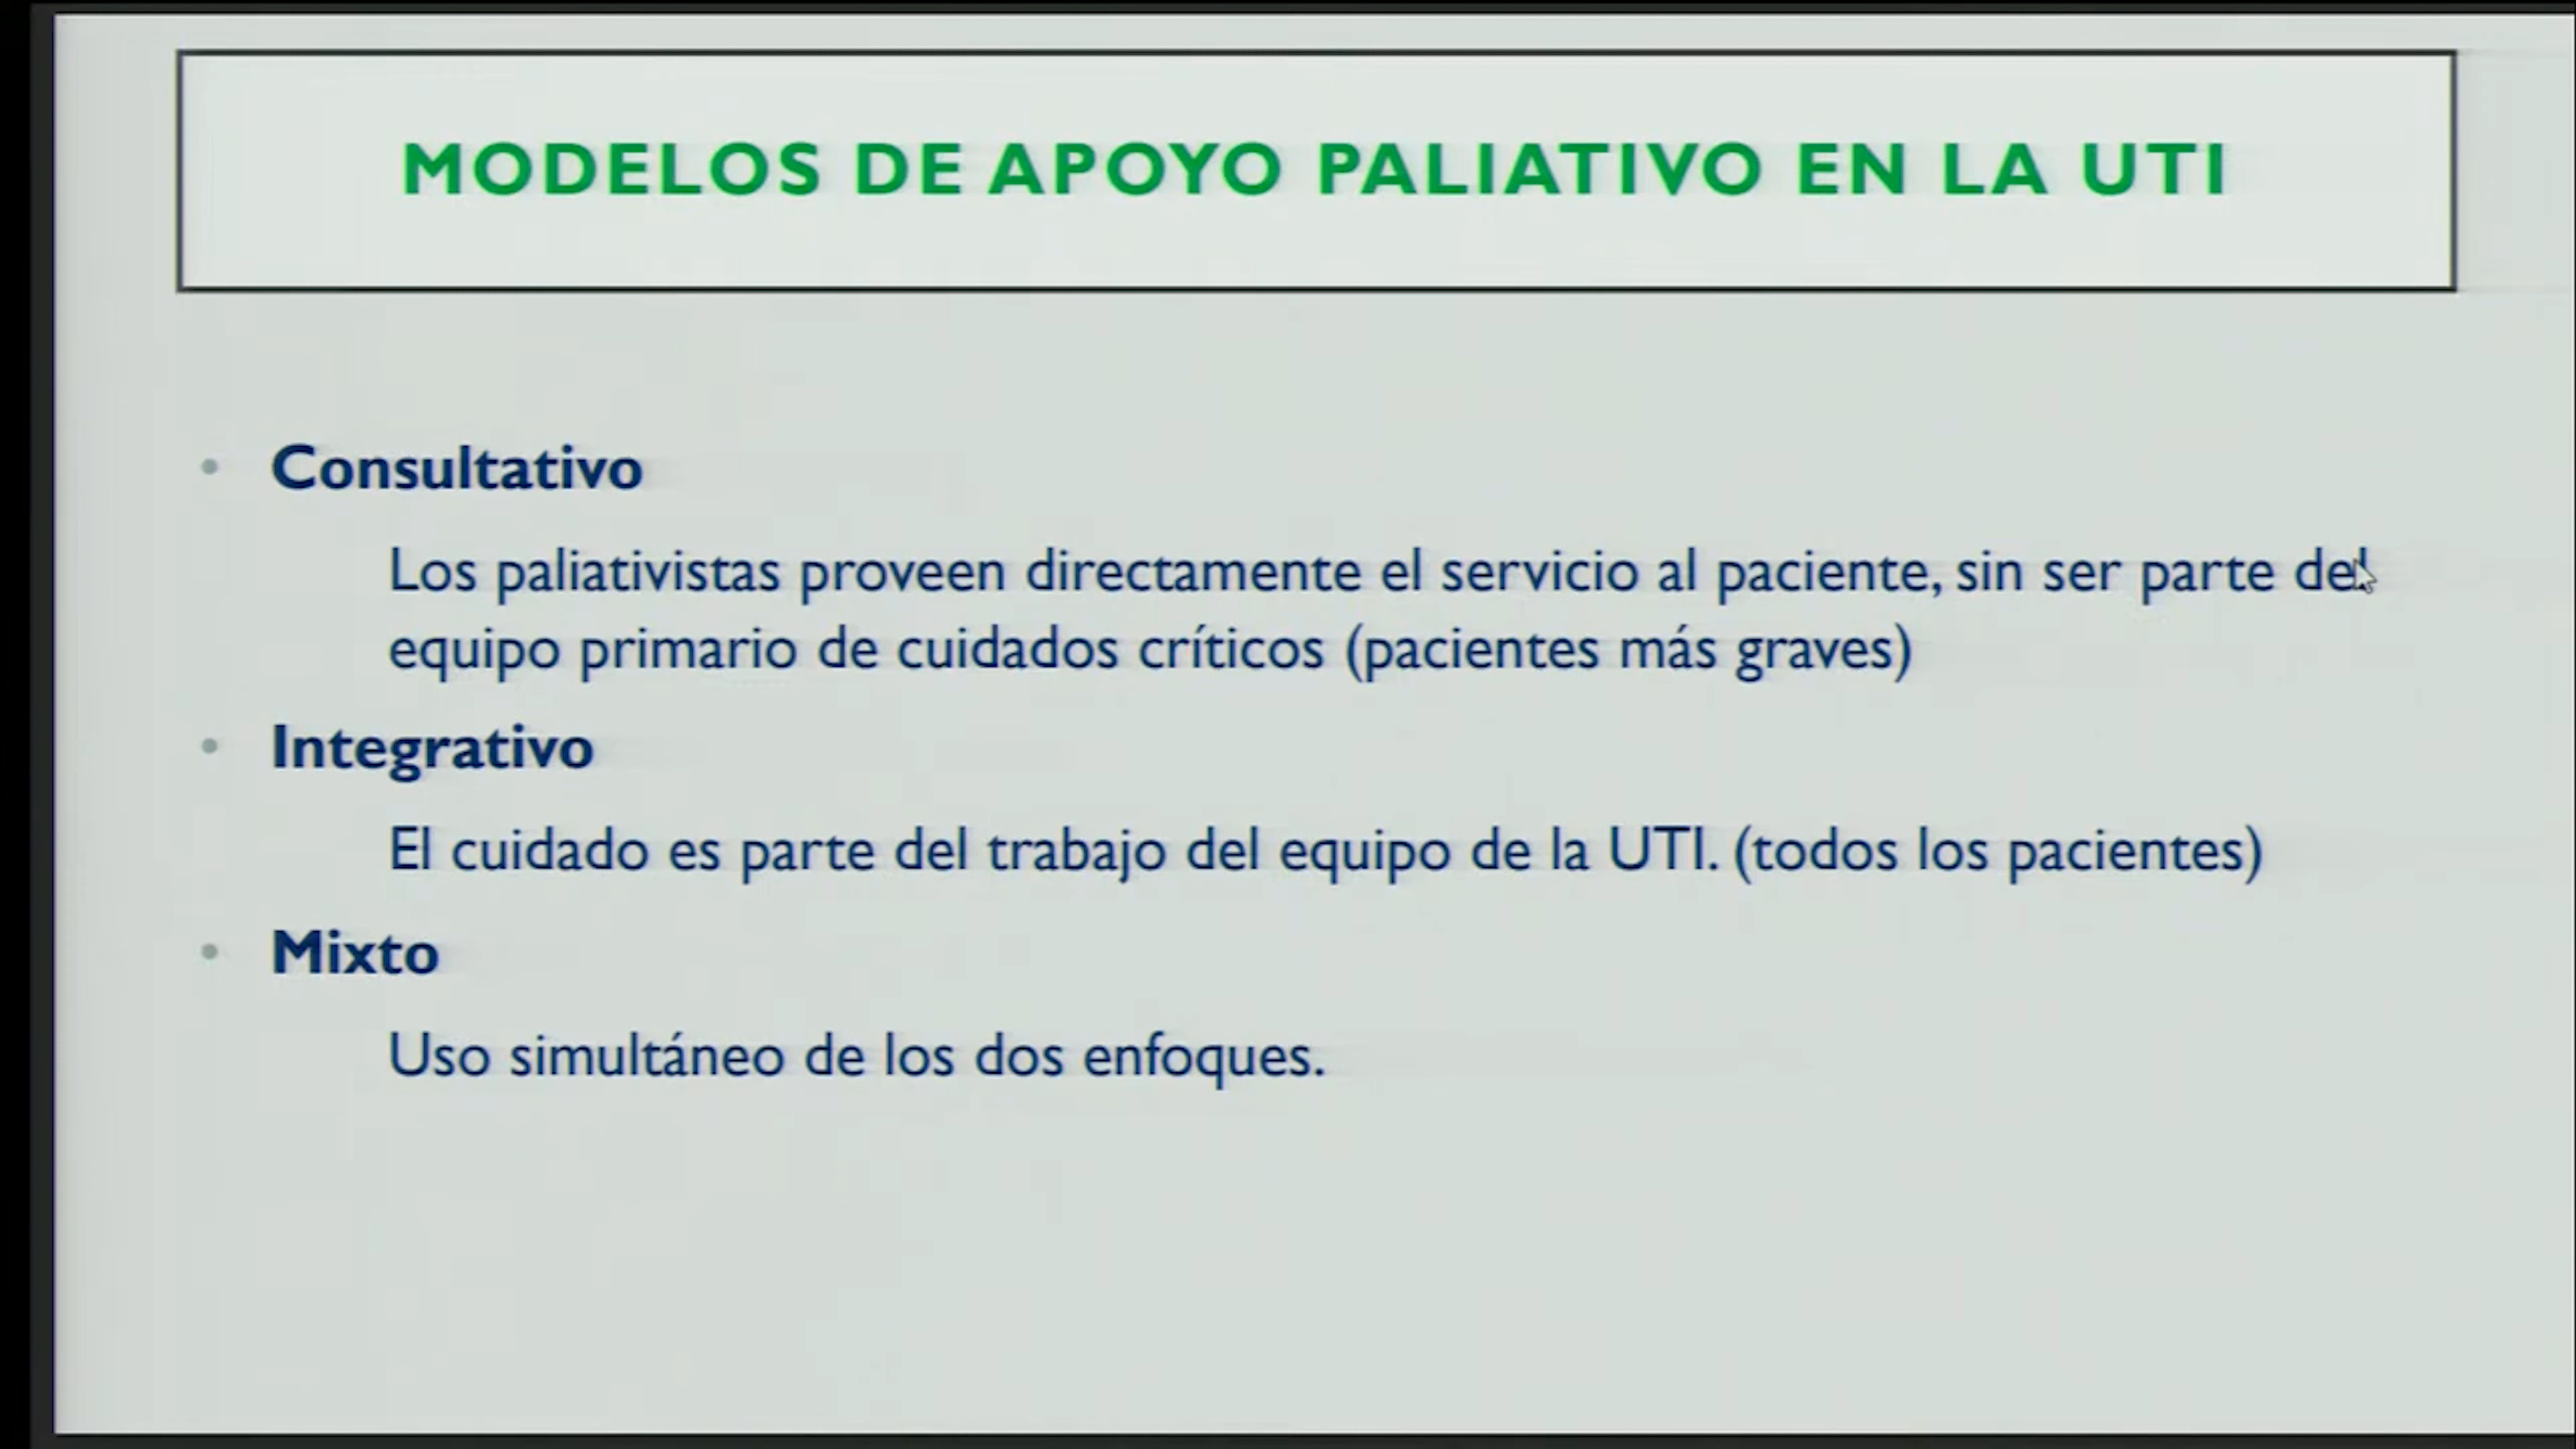 MODELOS DE APOYO PALIATIVO EN LA UTI
• Consultativo
Los paliativistas proveen directamente el servicio al paciente, sin ser parte del
equipo primario de cuidados críticos (pacientes más graves)
• Integrativo
El cuidado es parte del trabajo del equipo de la UTI. (todos los pacientes)
• Mixto
Uso simultáneo de los dos enfoques.